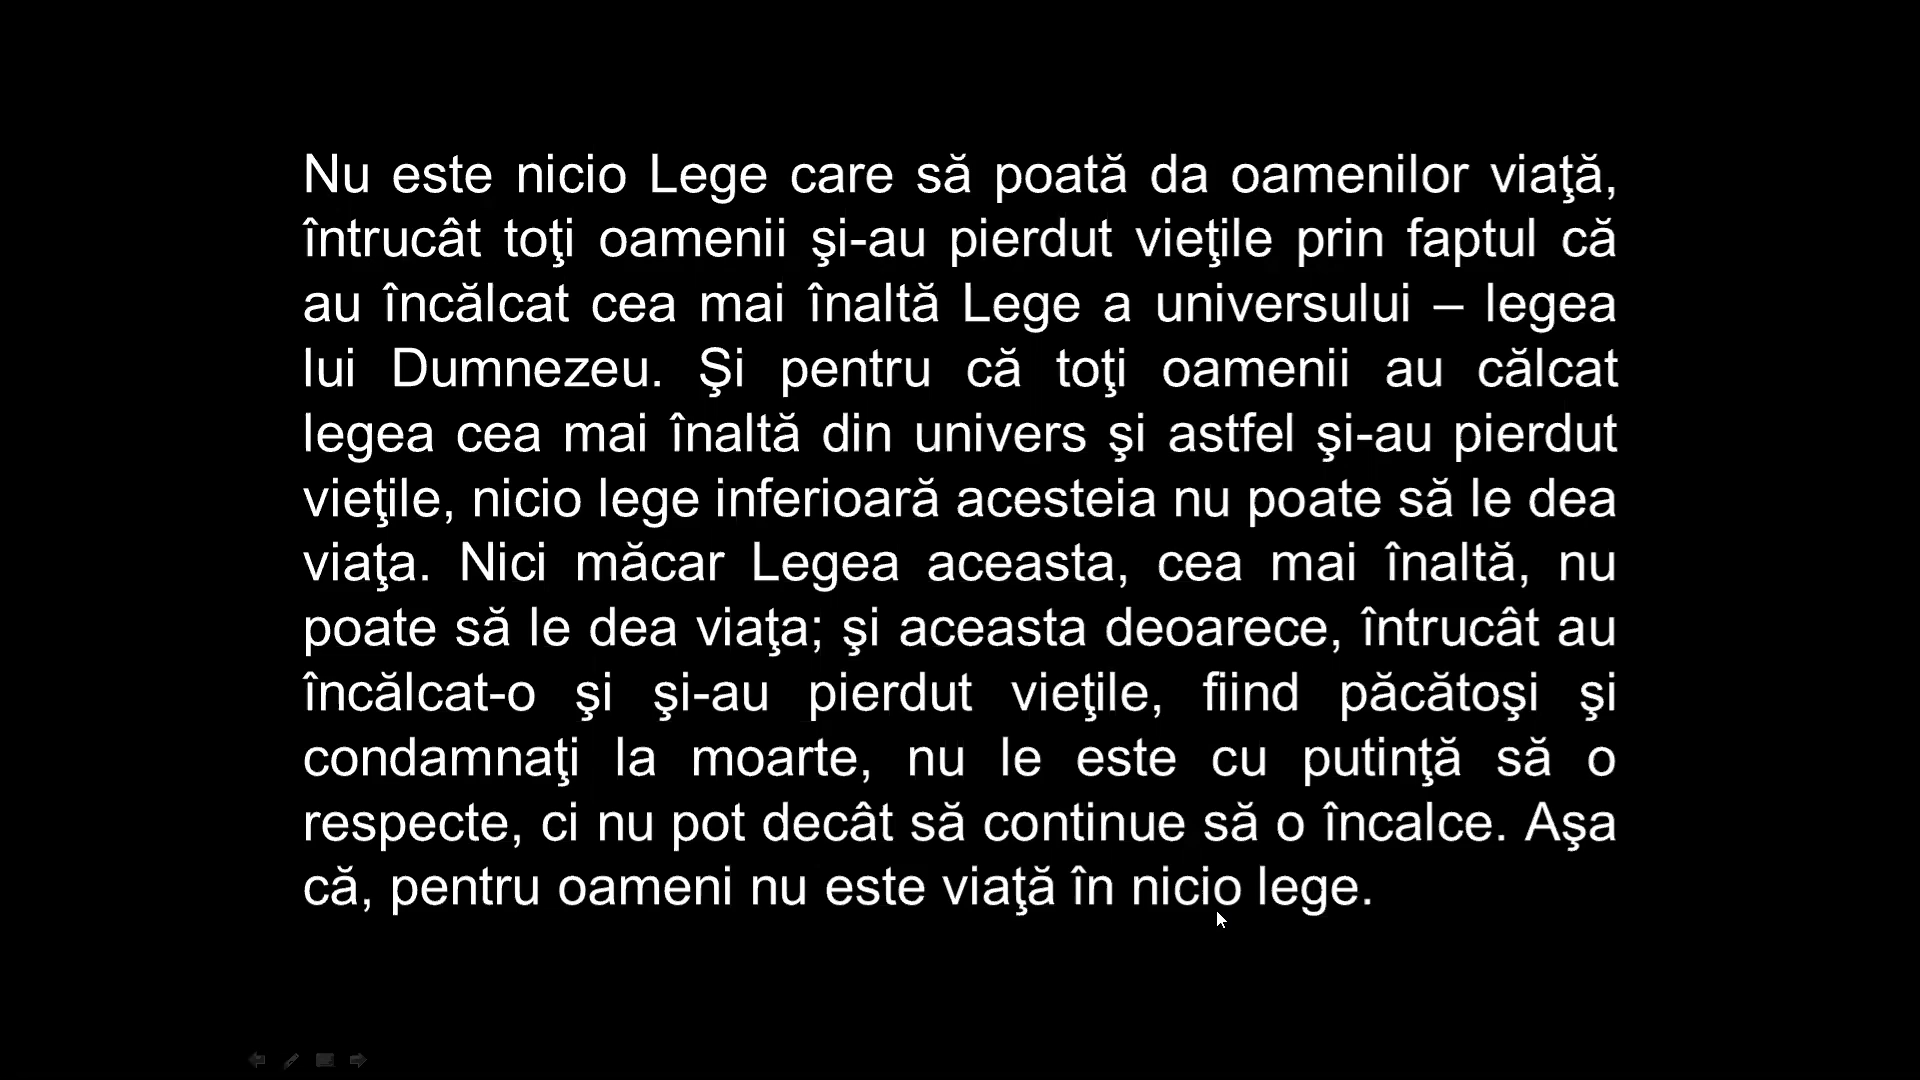 Nu este nicio Lege care să poată da oamenilor viaţă,
întrucât toţi oamenii şi-au pierdut vieţile prin faptul că
au încălcat cea mai înaltă Lege a universului – legea
lui Dumnezeu. Şi pentru că toţi oamenii au călcat
legea cea mai înaltă din univers şi astfel şi-au pierdut
vieţile, nicio lege inferioară acesteia nu poate să le dea
viaţa. Nici măcar Legea aceasta, cea mai înaltă, nu
poate să le dea viaţa; şi aceasta deoarece, întrucât au
încălcat-o şi şi-au pierdut vieţile, fiind păcătoşi şi
condamnaţi la moarte, nu le este cu putinţă să o
respecte, ci nu pot decât să continue să o încalce. Aşa
că, pentru oameni nu este viaţă în nicio lege.